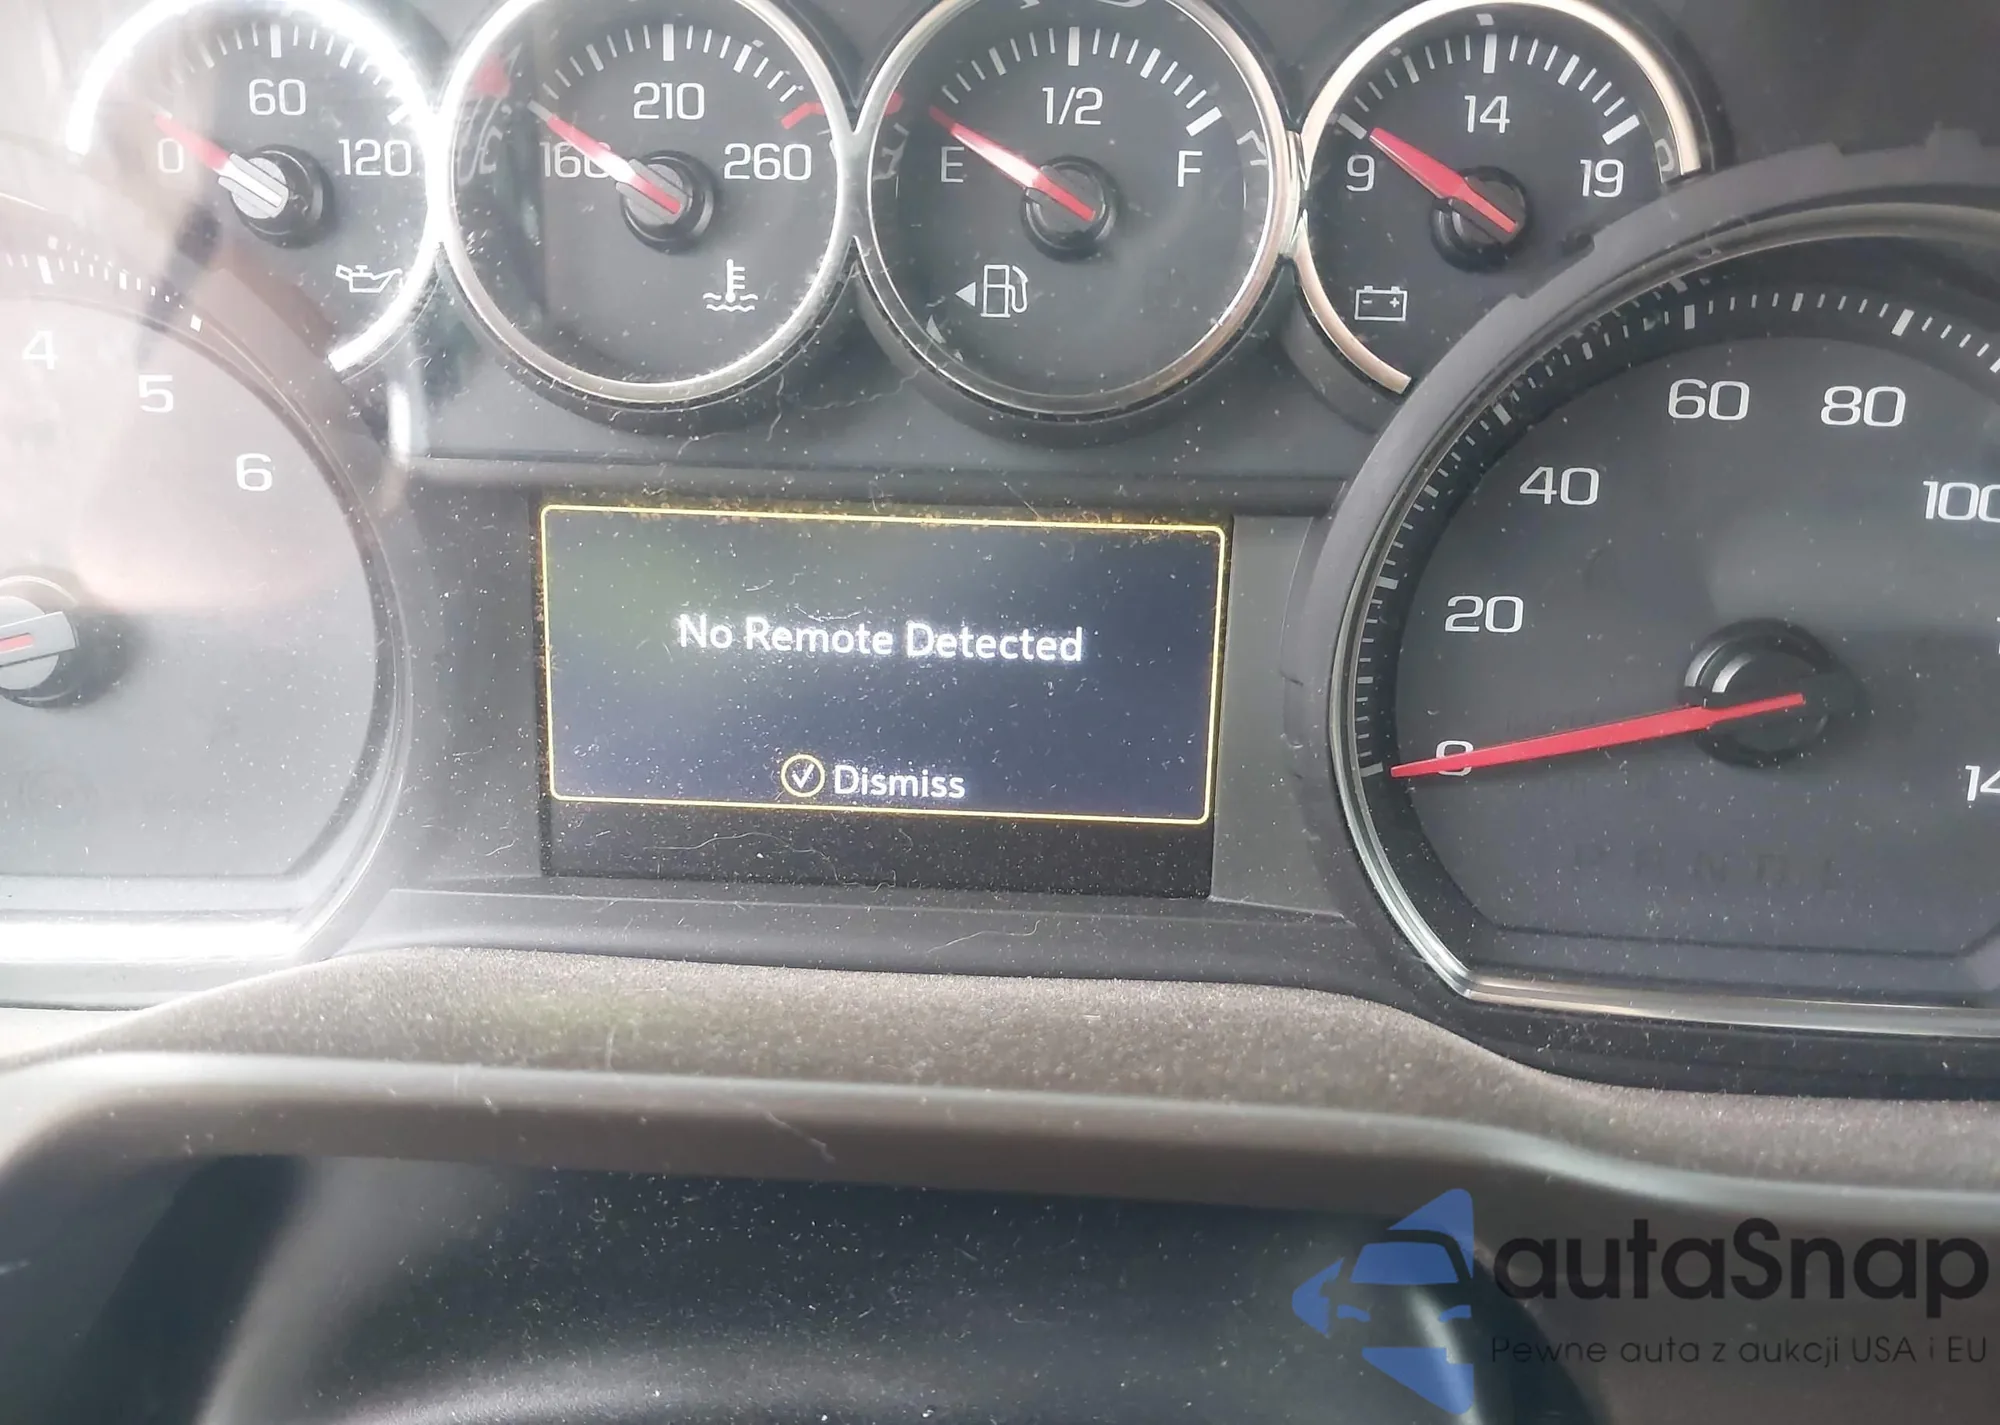 0 60 120
160 210 260
E 1/2 F
9 14 19
4 5 6
0 20 40 60 80 100
No Remote Detected
Dismiss
P R N D L
autaSnap
Pewne auta z aukcji USA i EU